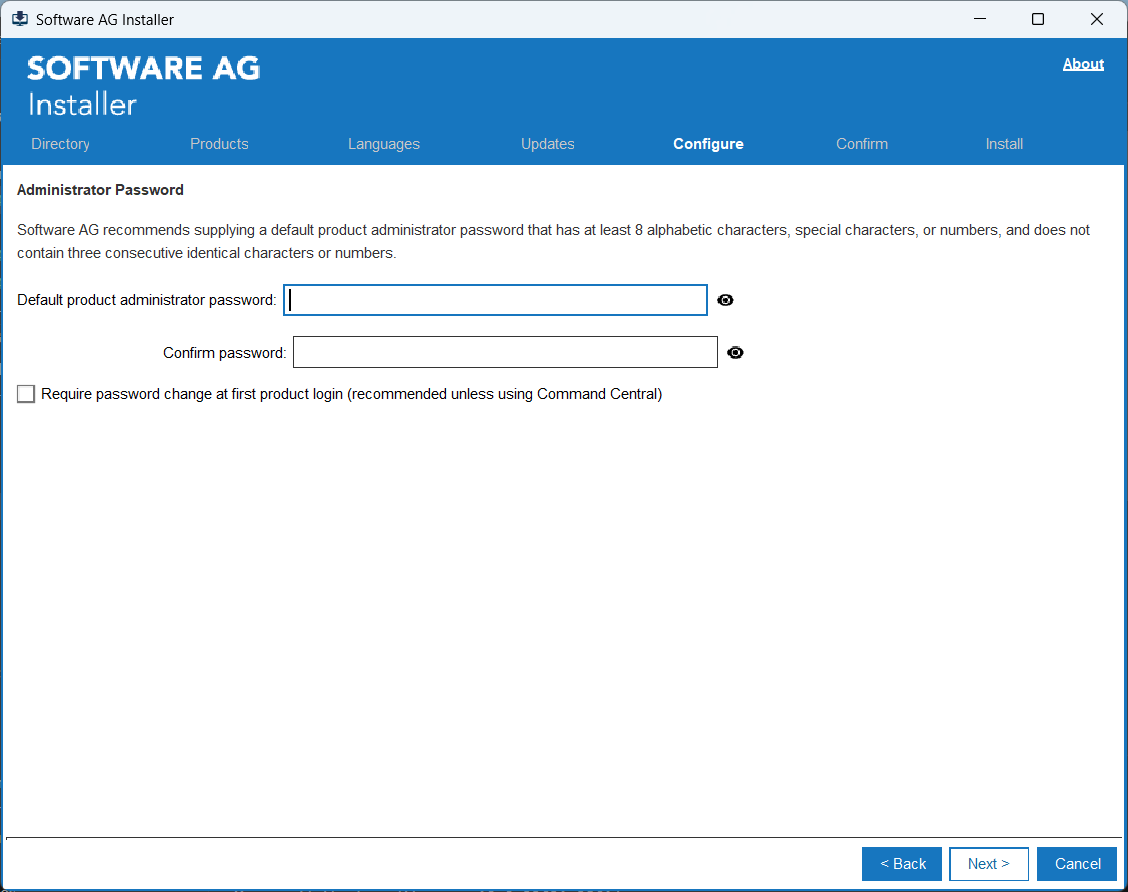 Software AG Installer
SOFTWARE AG
Installer
About
Directory Products Languages Updates Configure Confirm Install
Administrator Password
Software AG recommends supplying a default product administrator password that has at least 8 alphabetic characters, special characters, or numbers, and does not
contain three consecutive identical characters or numbers.
Default product administrator password:
Confirm password:
Require password change at first product login (recommended unless using Command Central)
< Back Next > Cancel